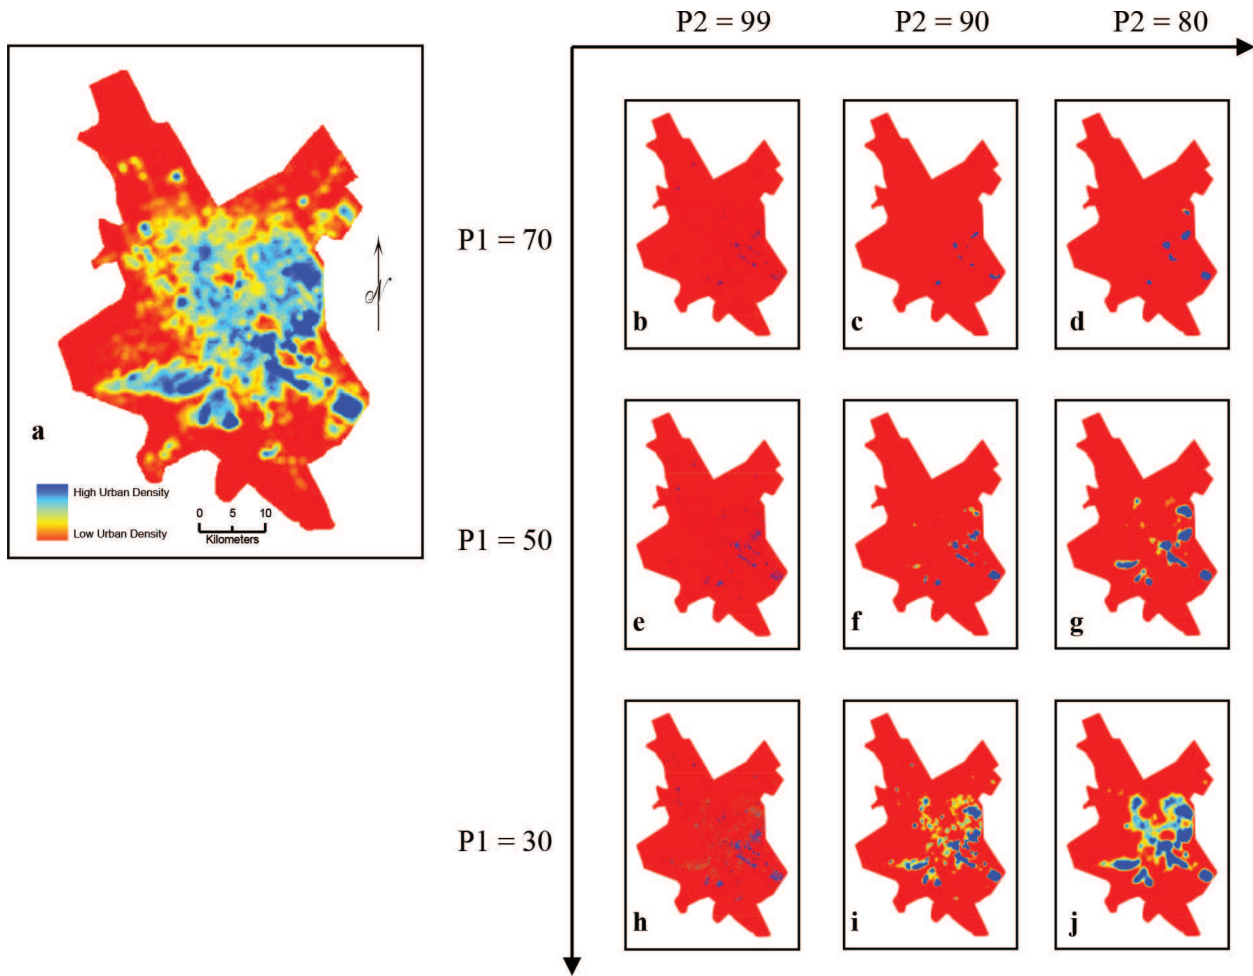 P2 = 99 P2 = 90 P2 = 80
P1 = 70
b c d
N
a
High Urban Density
Low Urban Density
0 5 10
Kilometers
P1 = 50
e f g
P1 = 30
h i j